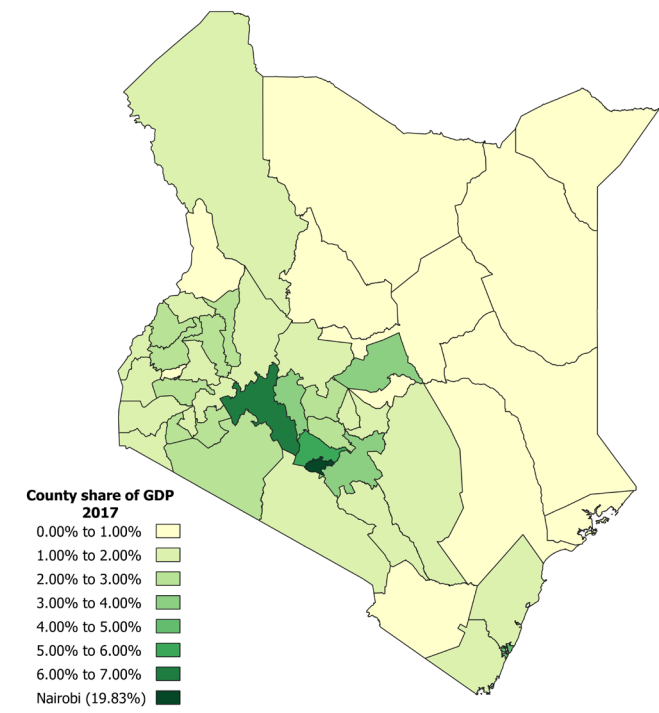 County share of GDP
2017
0.00% to 1.00%
1.00% to 2.00%
2.00% to 3.00%
3.00% to 4.00%
4.00% to 5.00%
5.00% to 6.00%
6.00% to 7.00%
Nairobi (19.83%)